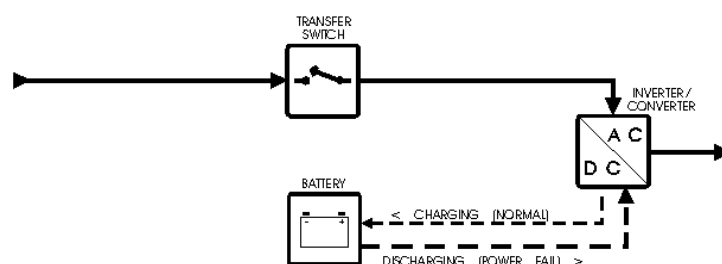 TRANSFER
SWITCH
INVERTER/
CONVERTER
A C
D C
BATTERY
- +
< CHARGING (NORMAL)
DISCHARGING (POWER FAIL) >